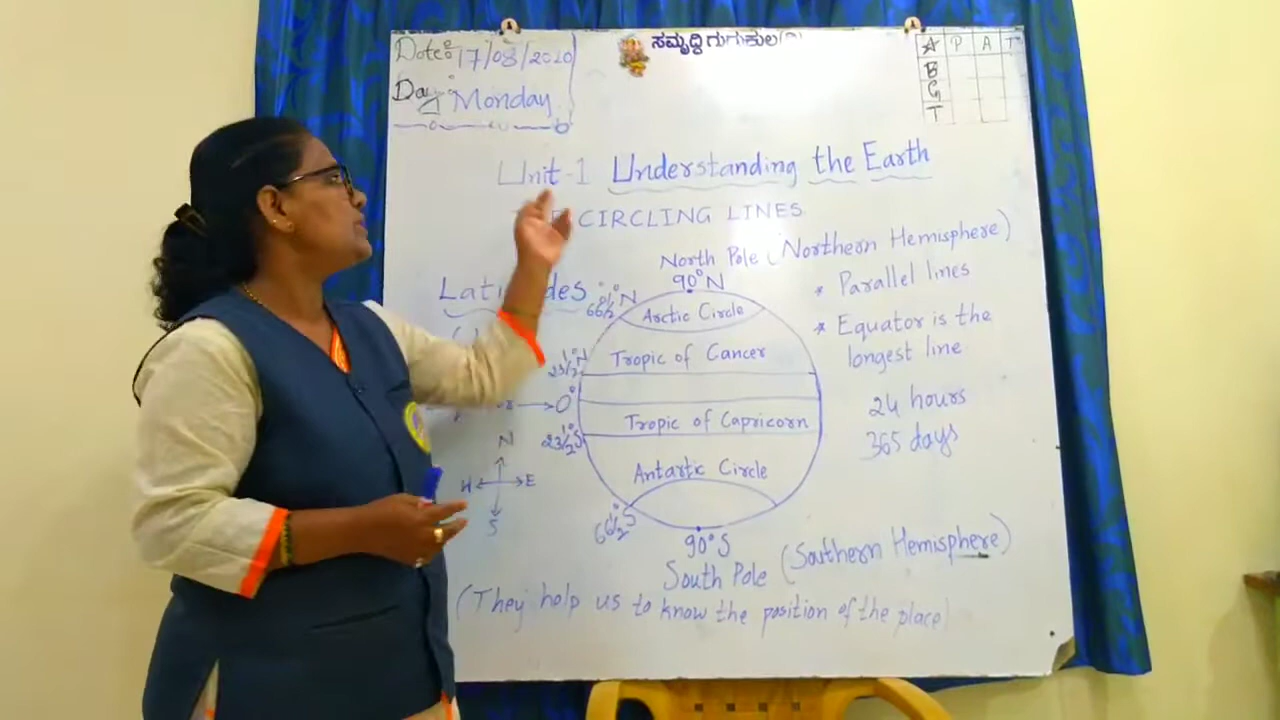 Date: 17/08/2020
Day: Monday
ಸಮೃದ್ಧಿ ಗುರುಕುಲ
P A T
B
G
T
Unit-1 Understanding the Earth
CIRCLING LINES
North Pole (Northern Hemisphere)
90°N
Latitudes
66½°N
Arctic Circle
* Parallel lines
* Equator is the
longest line
23½°N
Tropic of Cancer
0°
Tropic of Capricorn
23½°S
24 hours
365 days
N
W E
S
Antartic Circle
66½°S
90°S
South Pole (Southern Hemisphere)
(They help us to know the position of the place)